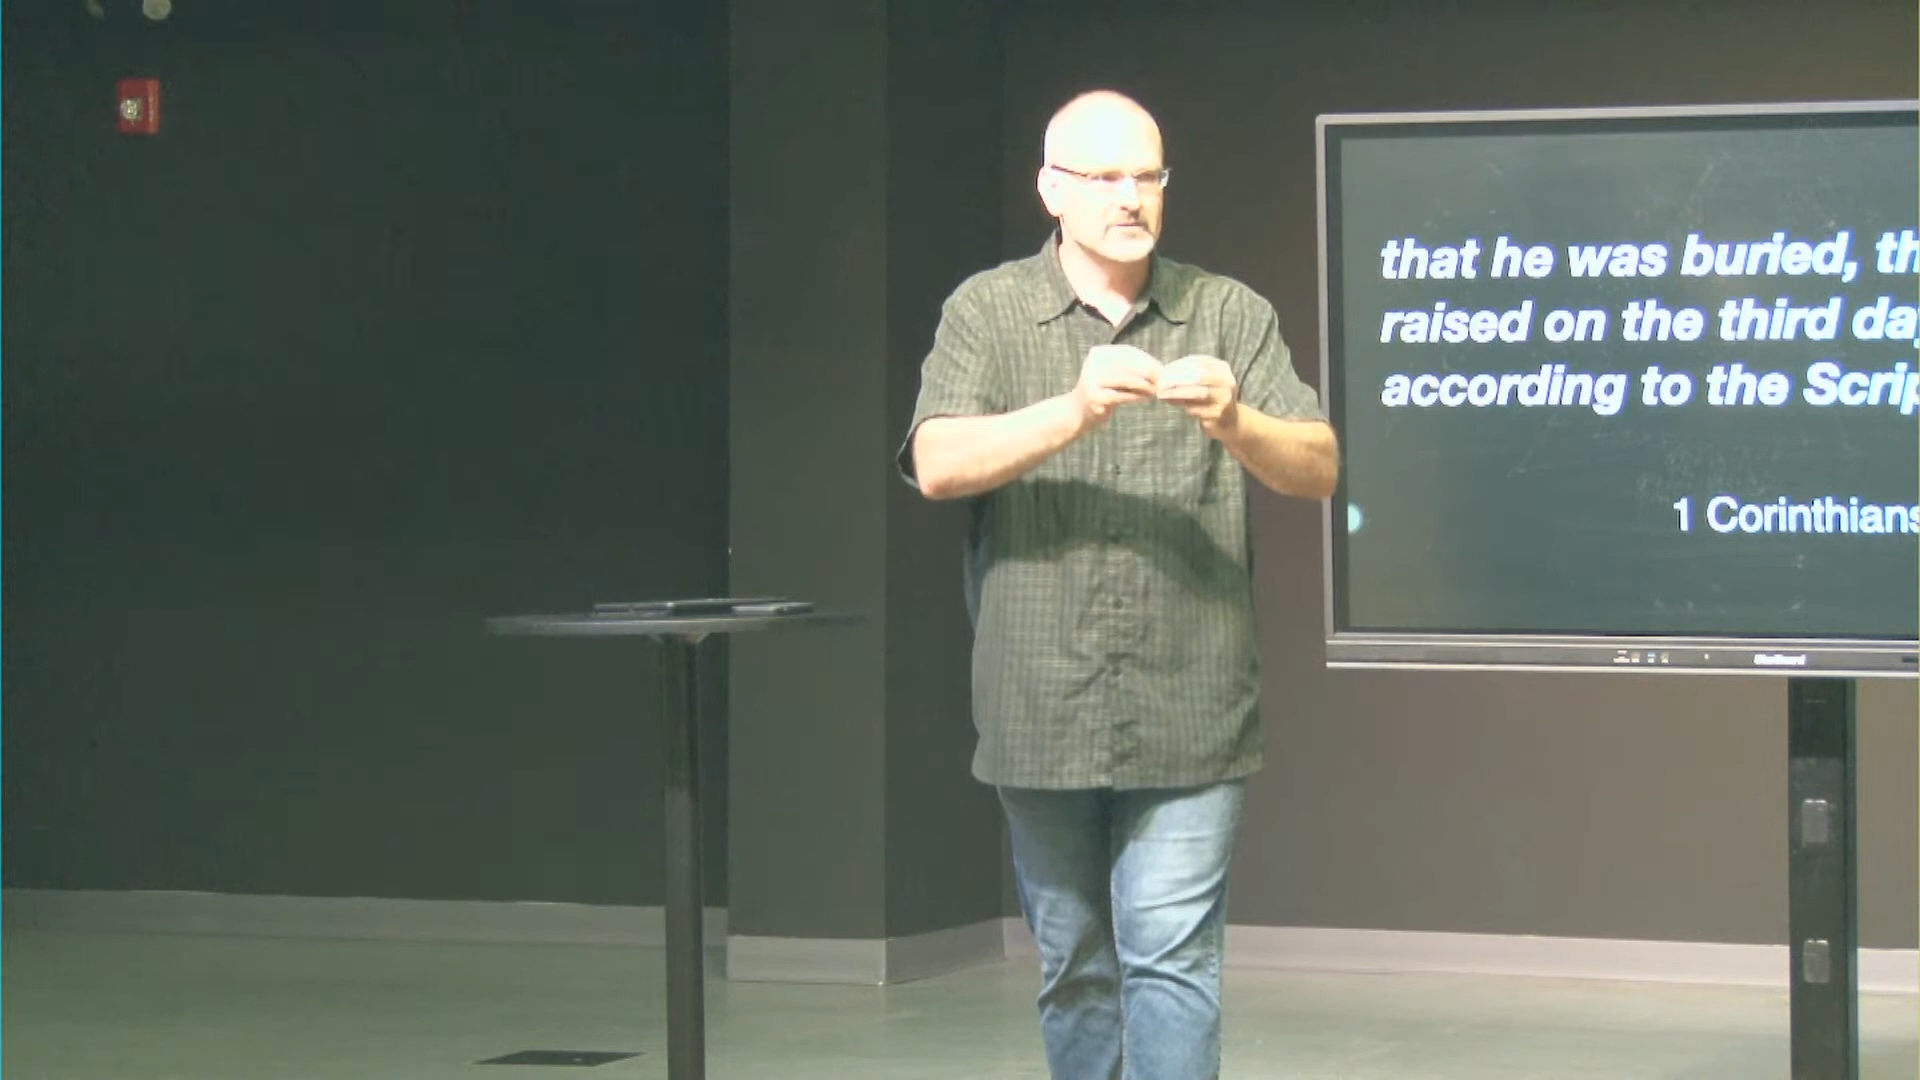 that he was buried, th
raised on the third da
according to the Scrip
1 Corinthians